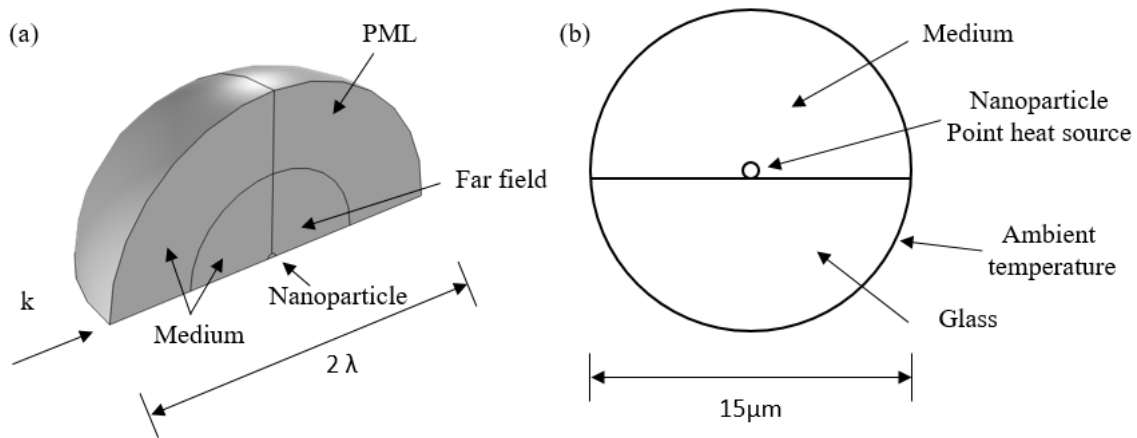 (a)
PML
Far field
Nanoparticle
Medium
k
2 λ
(b)
Medium
Nanoparticle
Point heat source
Ambient
temperature
Glass
15μm